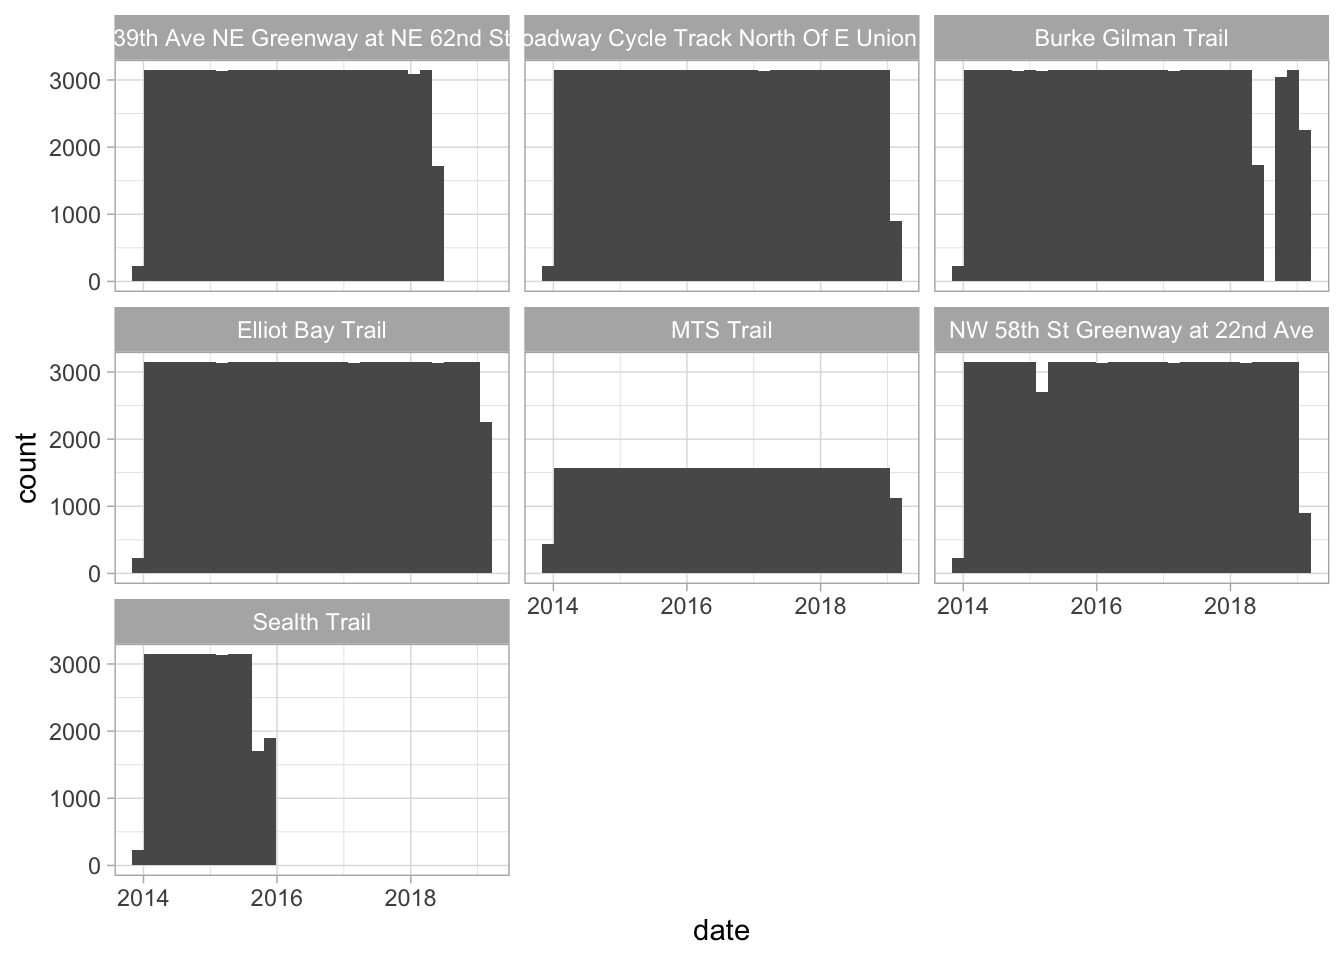 39th Ave NE Greenway at NE 62nd St
oadway Cycle Track North Of E Union
Burke Gilman Trail
3000
2000
1000
0
Elliot Bay Trail
MTS Trail
NW 58th St Greenway at 22nd Ave
3000
2000
1000
0
count
2014 2016 2018
2014 2016 2018
Sealth Trail
3000
2000
1000
0
2014 2016 2018
date